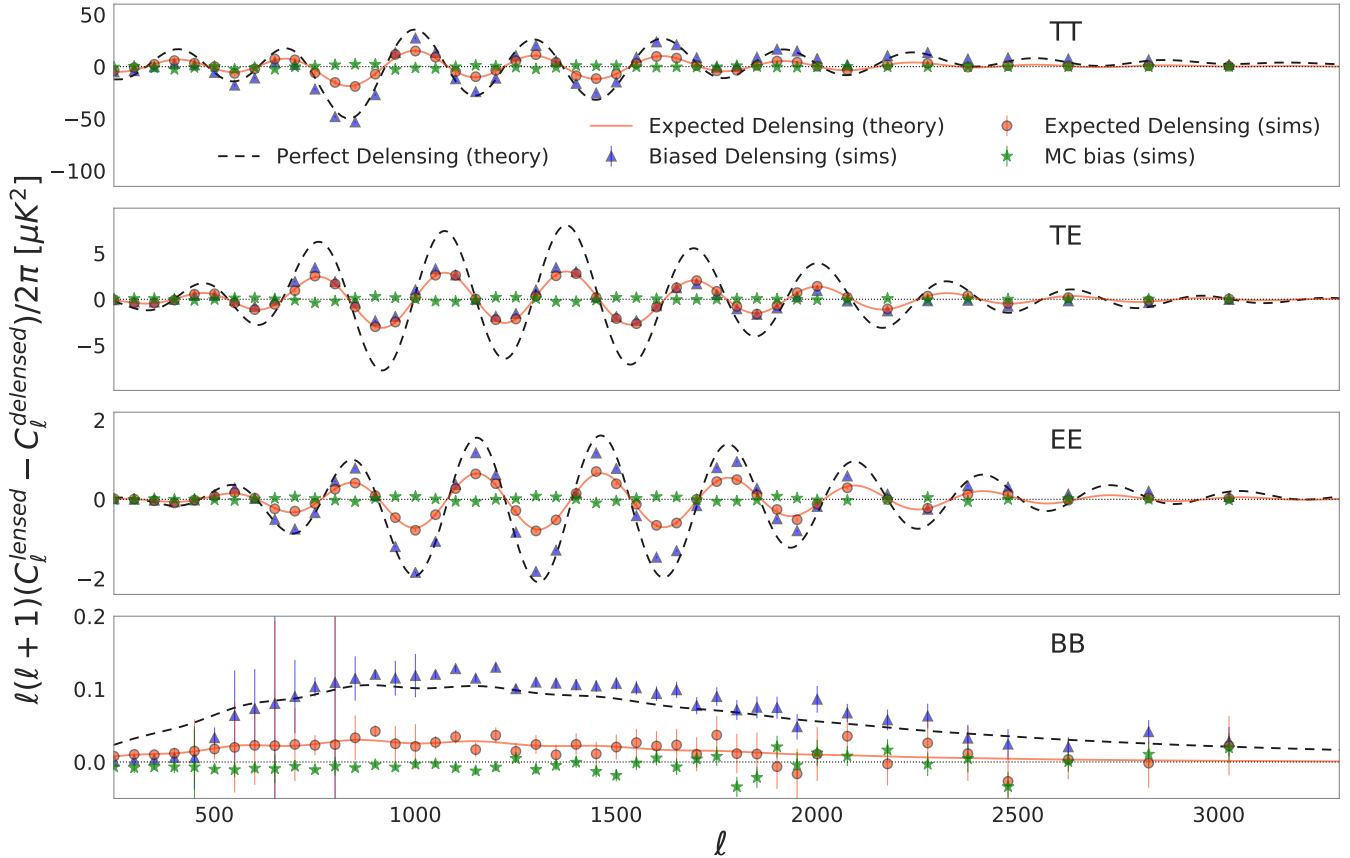 50
0
−50
−100
TT
Expected Delensing (theory)
Expected Delensing (sims)
Perfect Delensing (theory)
Biased Delensing (sims)
MC bias (sims)
5
0
−5
TE
2
0
−2
EE
0.2
0.1
0.0
BB
500
1000
1500
2000
2500
3000
ℓ
ℓ(ℓ + 1)(C_ℓ^{lensed} − C_ℓ^{delensed})/2π [μK²]